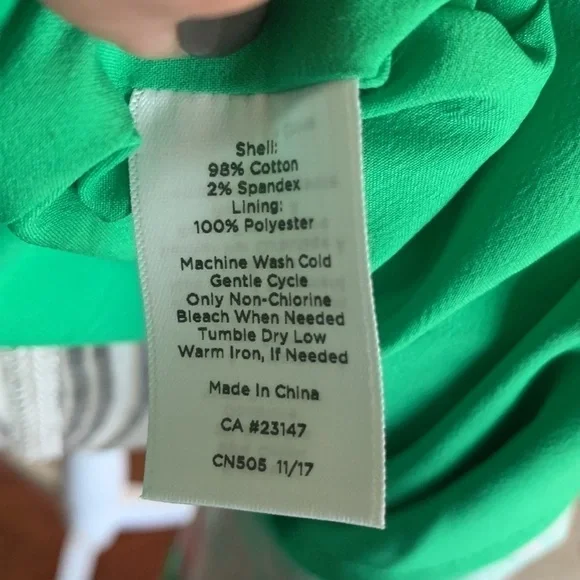 Shell:
98% Cotton
2% Spandex
Lining:
100% Polyester
Machine Wash Cold
Gentle Cycle
Only Non-Chlorine
Bleach When Needed
Tumble Dry Low
Warm Iron, If Needed
Made In China
CA #23147
CN505 11/17